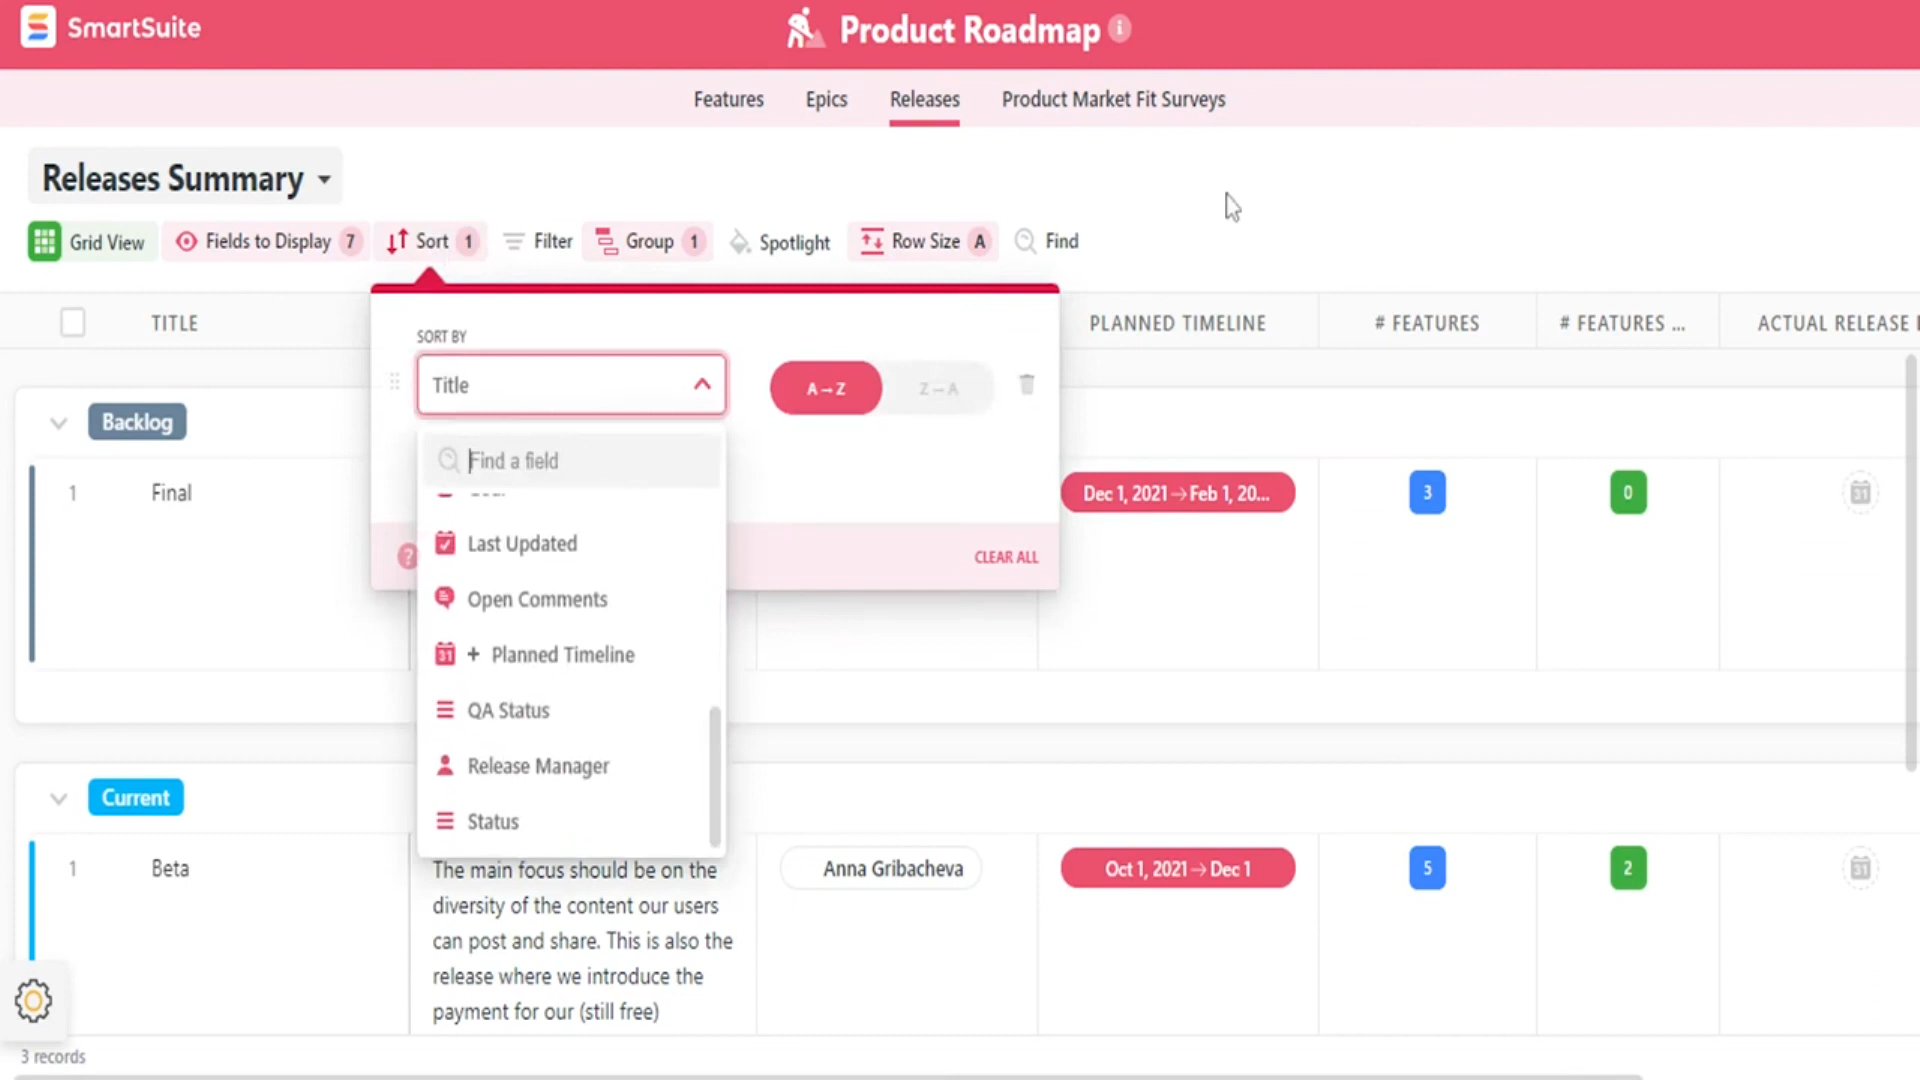 SmartSuite
Product Roadmap
Features
Epics
Releases
Product Market Fit Surveys
Releases Summary
Grid View
Fields to Display 7
Sort 1
Filter
Group 1
Spotlight
Row Size A
Find
TITLE
PLANNED TIMELINE
# FEATURES
# FEATURES ...
ACTUAL RELEASE
SORT BY
Title
A→Z
Z→A
Find a field
Last Updated
Open Comments
+ Planned Timeline
QA Status
Release Manager
Status
?
CLEAR ALL
Backlog
1
Final
Dec 1, 2021→Feb 1, 20...
3
0
31
Current
1
Beta
The main focus should be on the
diversity of the content our users
can post and share. This is also the
release where we introduce the
payment for our (still free)
Anna Gribacheva
Oct 1, 2021→Dec 1
5
2
31
3 records